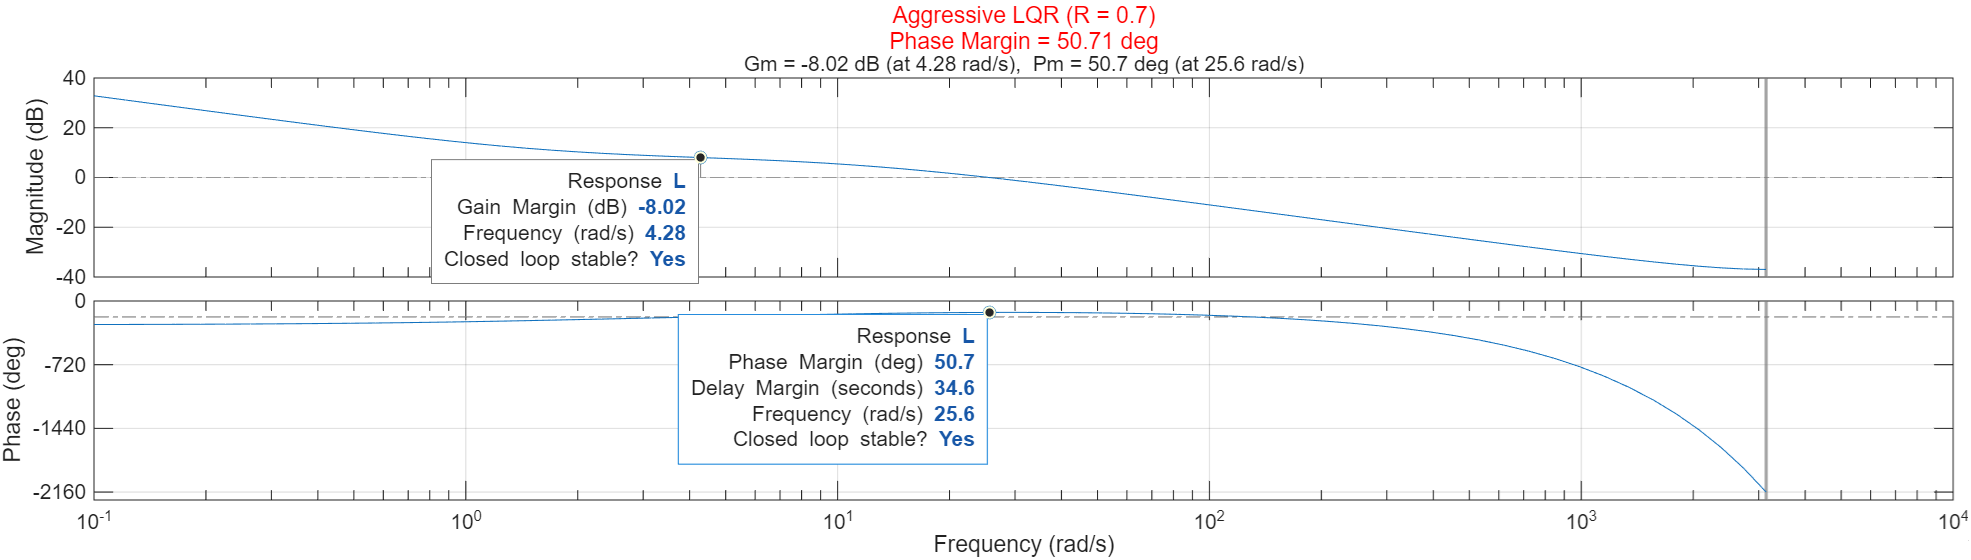 Aggressive LQR (R = 0.7)
Phase Margin = 50.71 deg
Gm = -8.02 dB (at 4.28 rad/s),  Pm = 50.7 deg (at 25.6 rad/s)
Magnitude (dB)
40
20
0
-20
-40
Response L
Gain Margin (dB) -8.02
Frequency (rad/s) 4.28
Closed loop stable? Yes
Phase (deg)
0
-720
-1440
-2160
Response L
Phase Margin (deg) 50.7
Delay Margin (seconds) 34.6
Frequency (rad/s) 25.6
Closed loop stable? Yes
10⁻¹ 10⁰ 10¹ 10² 10³ 10⁴
Frequency (rad/s)